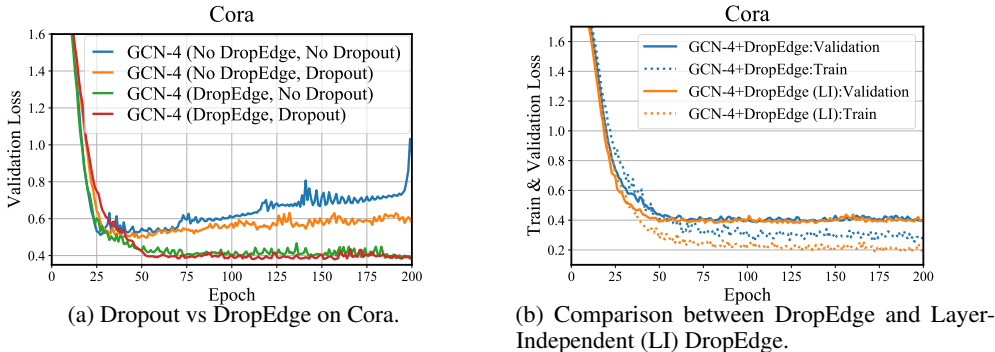 Cora
Validation Loss
1.6
1.4
1.2
1.0
0.8
0.6
0.4
GCN-4 (No DropEdge, No Dropout)
GCN-4 (No DropEdge, Dropout)
GCN-4 (DropEdge, No Dropout)
GCN-4 (DropEdge, Dropout)
0 25 50 75 100 125 150 175 200
Epoch
(a) Dropout vs DropEdge on Cora.
Cora
Train & Validation Loss
1.6
1.4
1.2
1.0
0.8
0.6
0.4
0.2
GCN-4+DropEdge:Validation
GCN-4+DropEdge:Train
GCN-4+DropEdge (LI):Validation
GCN-4+DropEdge (LI):Train
0 25 50 75 100 125 150 175 200
Epoch
(b) Comparison between DropEdge and Layer-
Independent (LI) DropEdge.